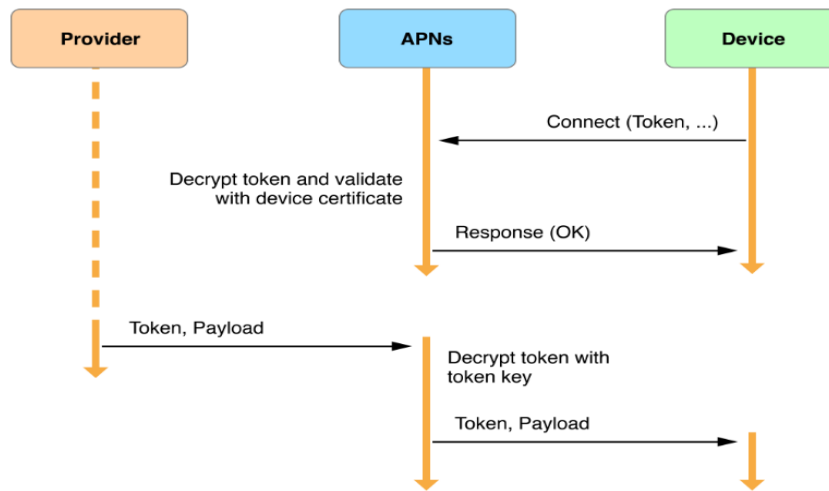 Provider
APNs
Device
Connect (Token, ...)
Decrypt token and validate
with device certificate
Response (OK)
Token, Payload
Decrypt token with
token key
Token, Payload